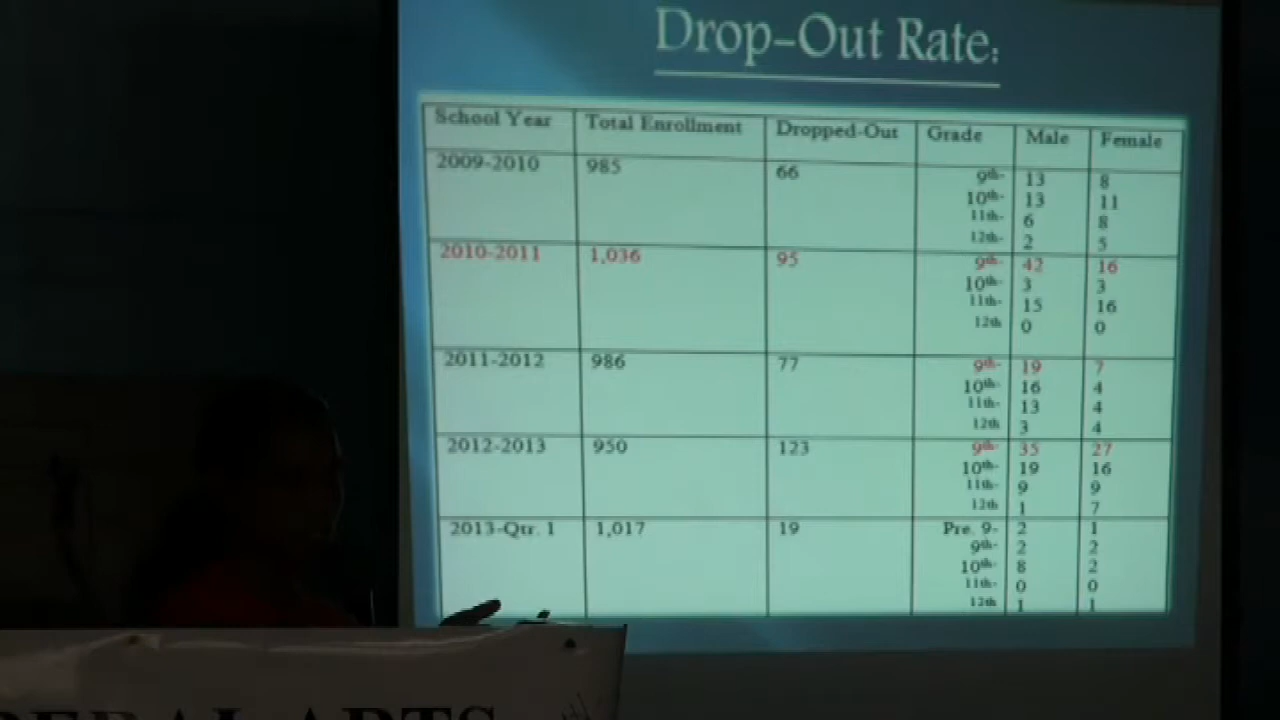 Drop-Out Rate:
School Year Total Enrollment Dropped-Out Grade Male Female
2009-2010 985 66 9th- 13 8
10th- 13 11
11th- 6 8
12th- 2 5
2010-2011 1,036 95 9th- 42 16
10th- 3 3
11th- 15 16
12th 0 0
2011-2012 986 77 9th- 19 7
10th- 16 4
11th- 13 4
12th 3 4
2012-2013 950 123 9th- 35 27
10th- 19 16
11th- 9 9
12th 1 7
2013-Qtr. 1 1,017 19 Pre. 9- 2 1
9th- 2 2
10th- 8 2
11th- 0 0
12th 1 1
ARTS